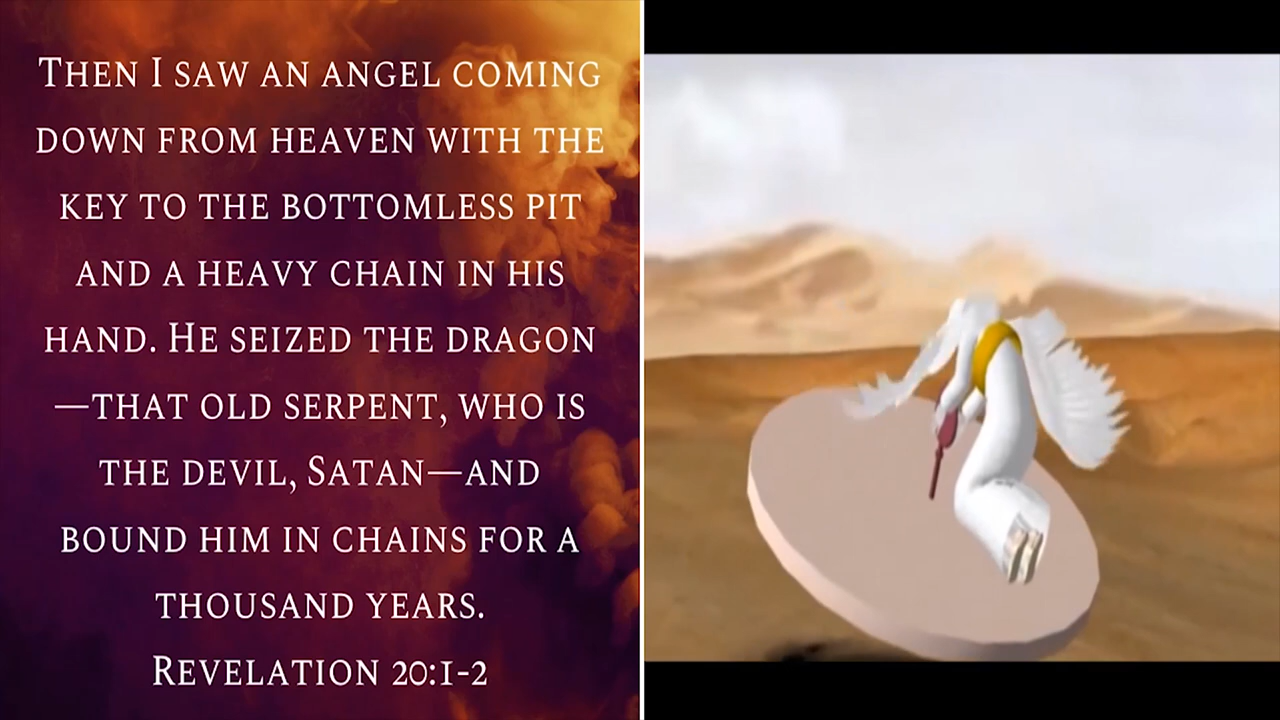 Then I saw an angel coming
down from heaven with the
key to the bottomless pit
and a heavy chain in his
hand. He seized the dragon
—that old serpent, who is
the devil, Satan—and
bound him in chains for a
thousand years.
Revelation 20:1-2